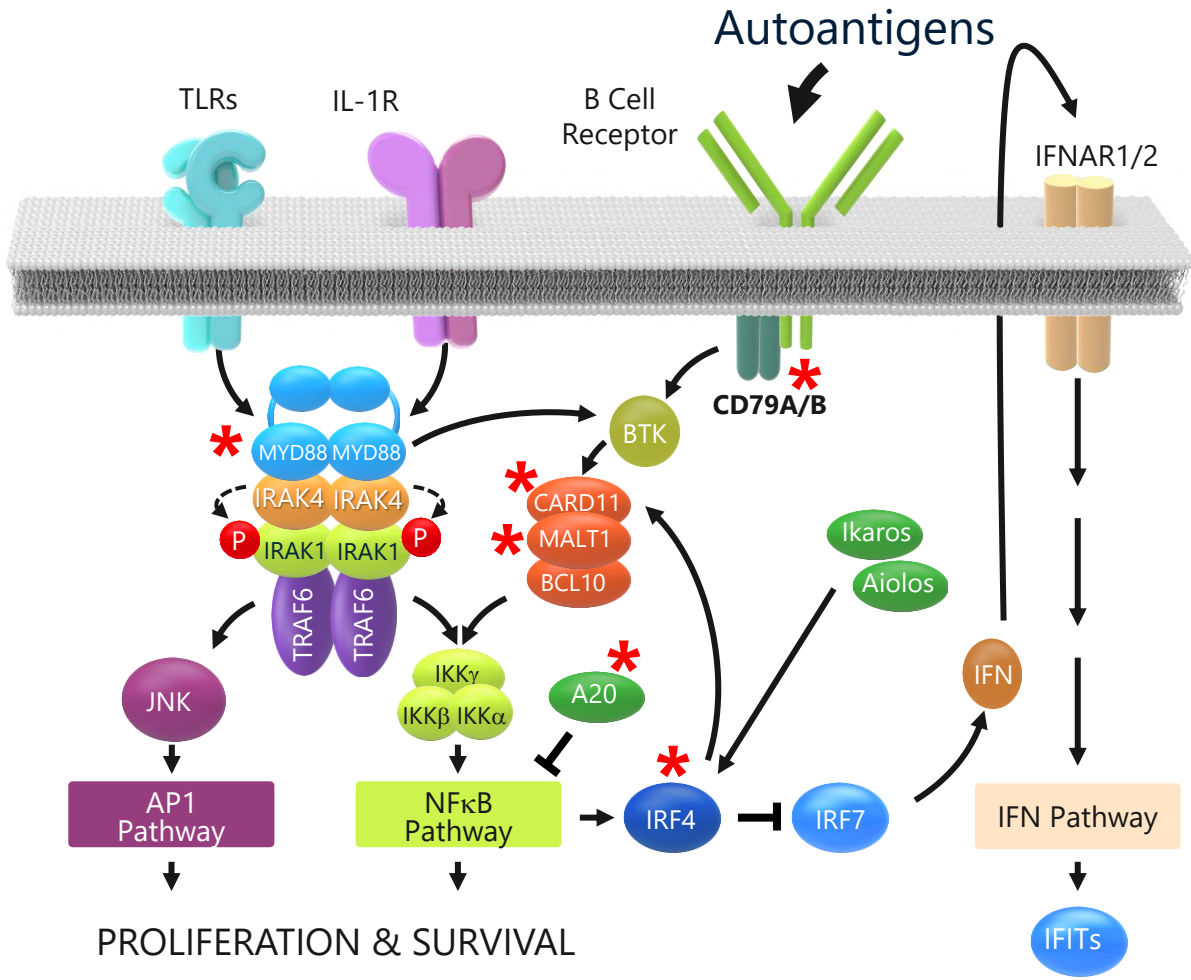 Autoantigens
TLRs
IL-1R
B Cell
Receptor
IFNAR1/2
*
CD79A/B
BTK
*
MYD88 MYD88
IRAK4 IRAK4
P
P
IRAK1 IRAK1
TRAF6
TRAF6
*
CARD11
*
MALT1
BCL10
Ikaros
Aiolos
JNK
IKKγ
IKKβ IKKα
*
A20
IFN
AP1
Pathway
NFκB
Pathway
*
IRF4
IRF7
IFN Pathway
PROLIFERATION & SURVIVAL
IFITs